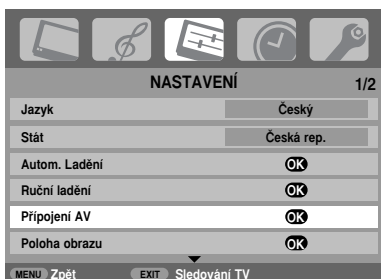 NASTAVENÍ 1/2
Jazyk Český
Stát Česká rep.
Autom. Ladění OK
Ruční ladění OK
Přípojení AV OK
Poloha obrazu OK
MENU Zpět EXIT Sledování TV